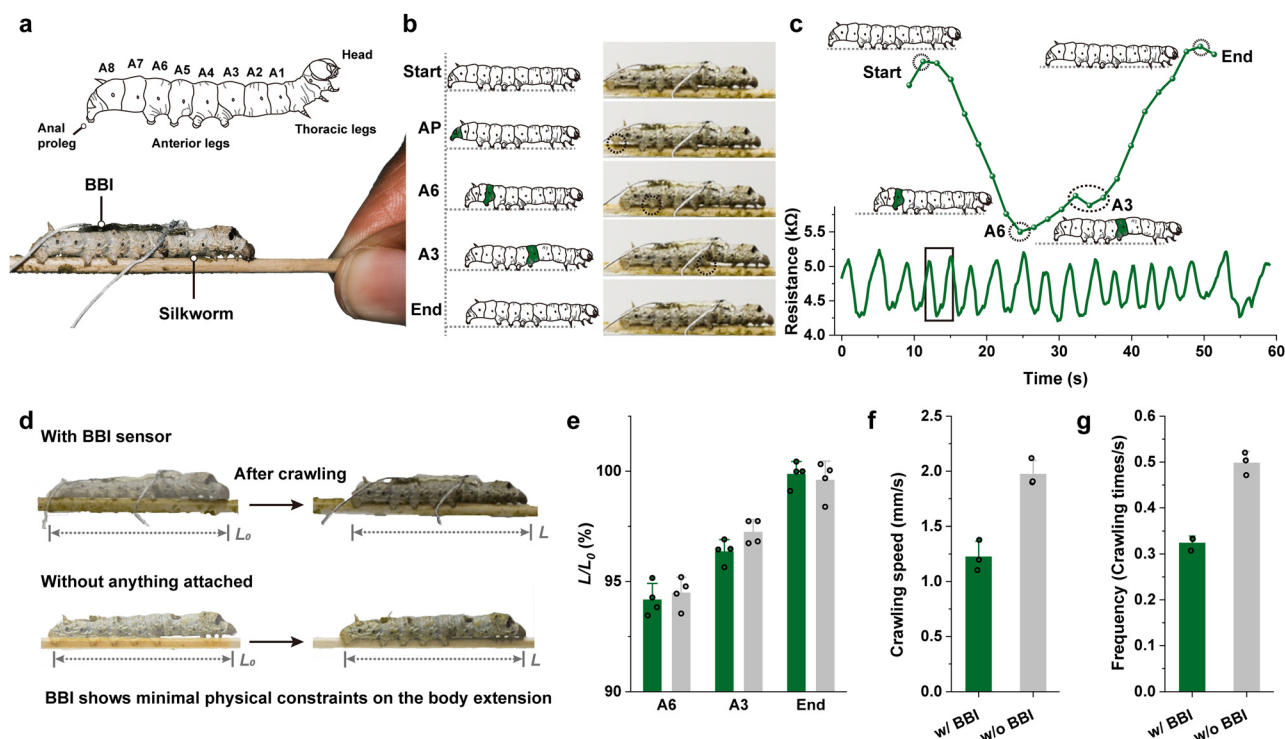 a
A8 A7 A6 A5 A4 A3 A2 A1
Head
Anal
proleg
Anterior legs
Thoracic legs
BBI
Silkworm
b
Start
AP
A6
A3
End
c
Start
End
A6
A3
Resistance (kΩ)
5.5
5.0
4.5
4.0
0 10 20 30 40 50 60
Time (s)
d
With BBI sensor
After crawling
L₀
L
Without anything attached
L₀
L
BBI shows minimal physical constraints on the body extension
e
L/L₀ (%)
100
95
90
A6 A3 End
f
Crawling speed (mm/s)
2.5
2.0
1.5
1.0
0.5
0.0
w/ BBI w/o BBI
g
Frequency (Crawling times/s)
0.6
0.5
0.4
0.3
0.2
0.1
0.0
w/ BBI w/o BBI